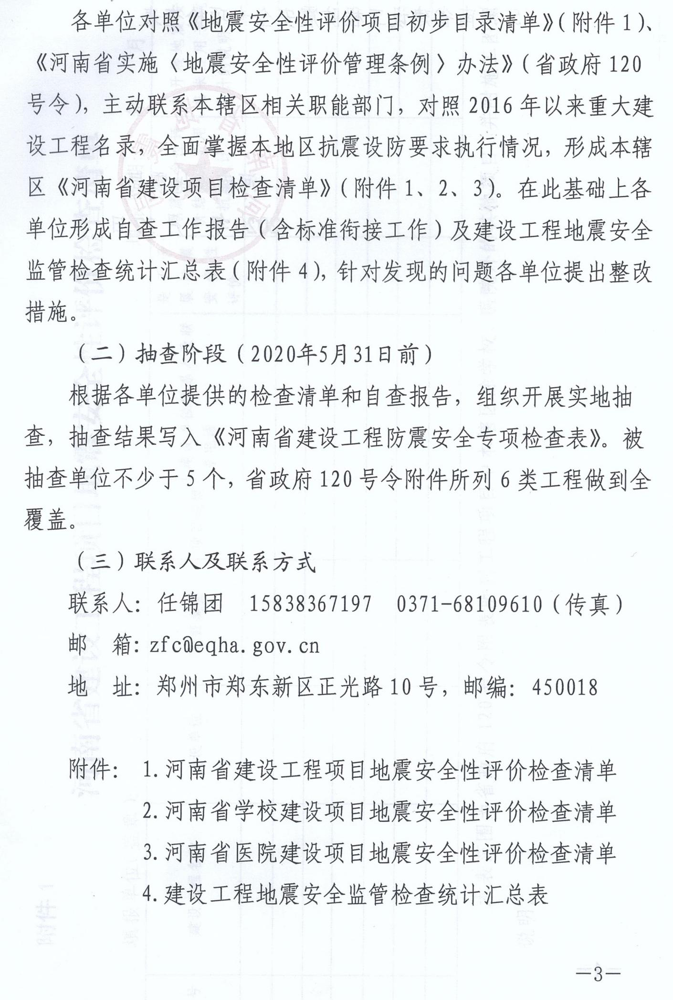 各单位对照《地震安全性评价项目初步目录清单》(附件1)、
《河南省实施〈地震安全性评价管理条例〉办法》(省政府120
号令),主动联系本辖区相关职能部门,对照2016年以来重大建
设工程名录,全面掌握本地区抗震设防要求执行情况,形成本辖
区《河南省建设项目检查清单》(附件1、2、3)。在此基础上各
单位形成自查工作报告(含标准衔接工作)及建设工程地震安全
监管检查统计汇总表(附件4),针对发现的问题各单位提出整改
措施。
(二)抽查阶段(2020年5月31日前)
根据各单位提供的检查清单和自查报告,组织开展实地抽
查,抽查结果写入《河南省建设工程防震安全专项检查表》。被
抽查单位不少于5个,省政府120号令附件所列6类工程做到全
覆盖。
(三)联系人及联系方式
联系人:任锦团 15838367197 0371-68109610(传真)
邮 箱:zfc@eqha.gov.cn
地 址:郑州市郑东新区正光路10号,邮编:450018
附件: 1.河南省建设工程项目地震安全性评价检查清单
2.河南省学校建设项目地震安全性评价检查清单
3.河南省医院建设项目地震安全性评价检查清单
4.建设工程地震安全监管检查统计汇总表
—3—